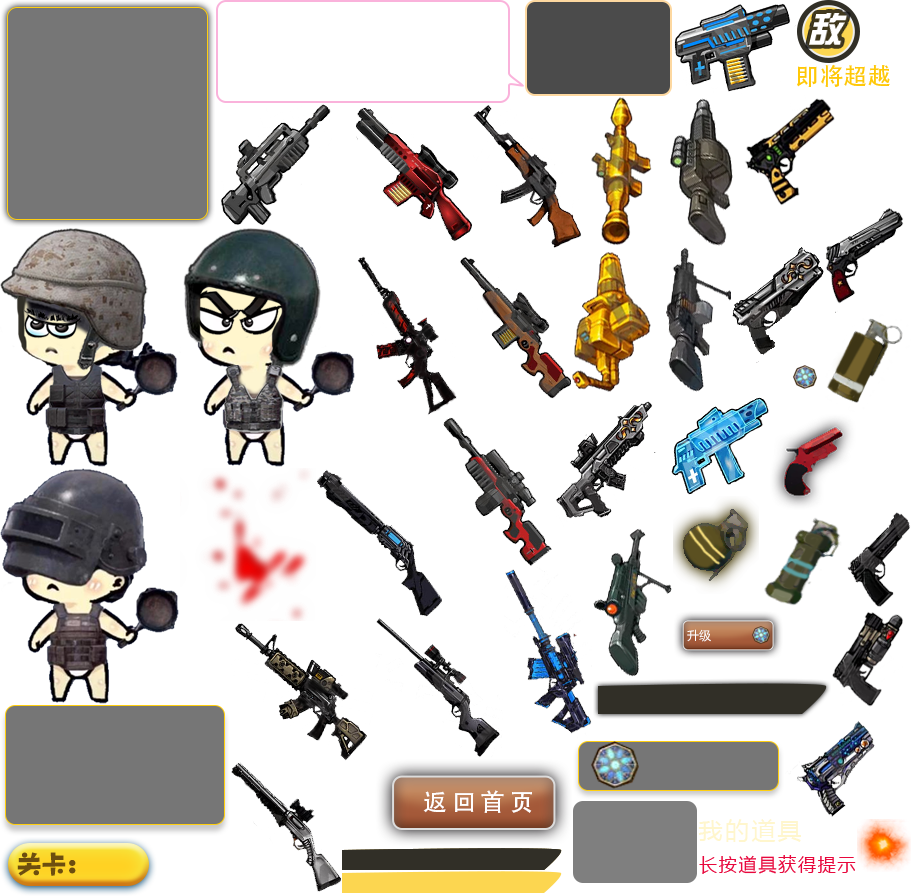 敌
即将超越
升级
返回首页
我的道具
长按道具获得提示
关卡：